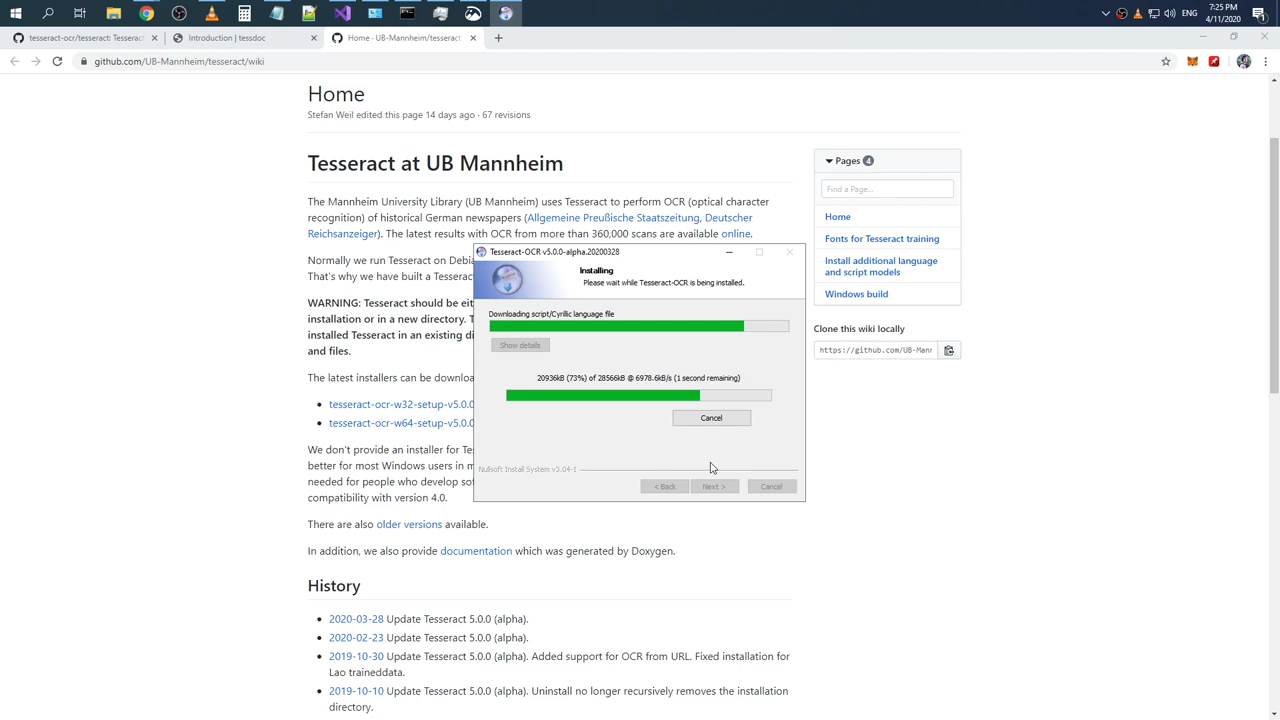 7:25 PM
ENG
4/11/2020
tesseract-ocr/tesseract: Tesserac
Introduction | tessdoc
Home · UB-Mannheim/tesseract
github.com/UB-Mannheim/tesseract/wiki
Home
Stefan Weil edited this page 14 days ago · 67 revisions
Tesseract at UB Mannheim
The Mannheim University Library (UB Mannheim) uses Tesseract to perform OCR (optical character
recognition) of historical German newspapers (Allgemeine Preußische Staatszeitung, Deutscher
Reichsanzeiger). The latest results with OCR from more than 360,000 scans are available online.
Normally we run Tesseract on Debia
That's why we have built a Tesserac
WARNING: Tesseract should be eit
installation or in a new directory. T
installed Tesseract in an existing di
and files.
The latest installers can be downloa
tesseract-ocr-w32-setup-v5.0.0
tesseract-ocr-w64-setup-v5.0.0
We don't provide an installer for Te
better for most Windows users in m
needed for people who develop sof
compatibility with version 4.0.
There are also older versions available.
In addition, we also provide documentation which was generated by Doxygen.
History
2020-03-28 Update Tesseract 5.0.0 (alpha).
2020-02-23 Update Tesseract 5.0.0 (alpha).
2019-10-30 Update Tesseract 5.0.0 (alpha). Added support for OCR from URL. Fixed installation for
Lao traineddata.
2019-10-10 Update Tesseract 5.0.0 (alpha). Uninstall no longer recursively removes the installation
directory.
Tesseract-OCR v5.0.0-alpha.20200328
Installing
Please wait while Tesseract-OCR is being installed.
Downloading script/Cyrillic language file
Show details
20936kB (73%) of 28566kB @ 6978.6kB/s (1 second remaining)
Cancel
Nullsoft Install System v3.04-1
< Back
Next >
Cancel
Pages 4
Find a Page...
Home
Fonts for Tesseract training
Install additional language
and script models
Windows build
Clone this wiki locally
https://github.com/UB-Mann